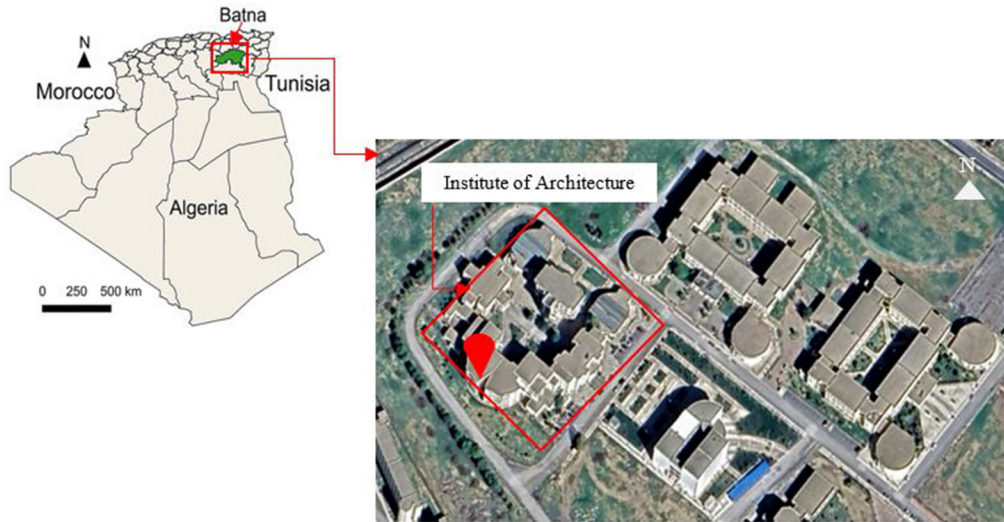 Batna
N
Morocco
Tunisia
Algeria
0 250 500 km
Institute of Architecture
N